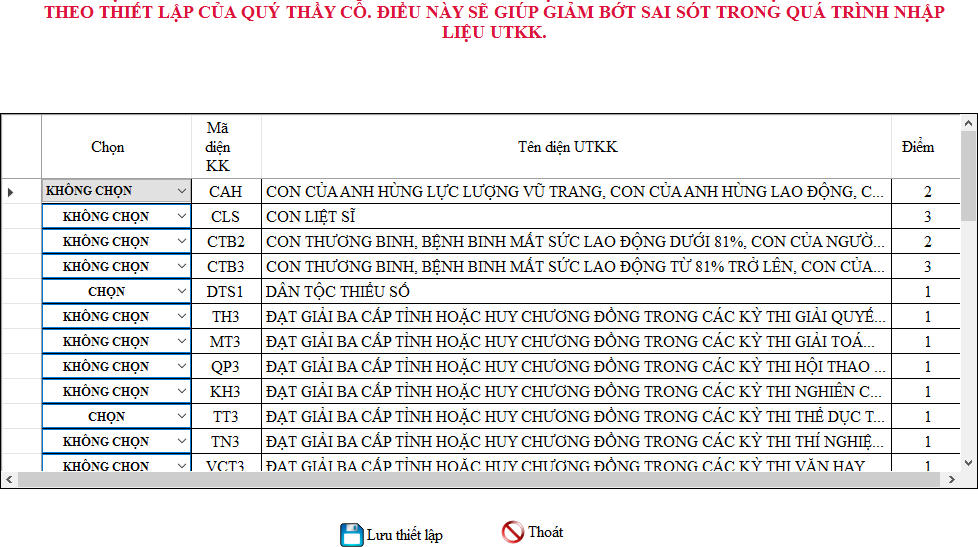 THEO THIẾT LẬP CỦA QUÝ THẦY CÔ. ĐIỀU NÀY SẼ GIÚP GIẢM BỚT SAI SÓT TRONG QUÁ TRÌNH NHẬP
LIỆU UTKK.
Chọn Mã diện KK Tên diện UTKK Điểm
KHÔNG CHỌN CAH CON CỦA ANH HÙNG LỰC LƯỢNG VŨ TRANG, CON CỦA ANH HÙNG LAO ĐỘNG, C... 2
KHÔNG CHỌN CLS CON LIỆT SĨ 3
KHÔNG CHỌN CTB2 CON THƯƠNG BINH, BỆNH BINH MẤT SỨC LAO ĐỘNG DƯỚI 81%, CON CỦA NGƯỜ... 2
KHÔNG CHỌN CTB3 CON THƯƠNG BINH, BỆNH BINH MẤT SỨC LAO ĐỘNG TỪ 81% TRỞ LÊN, CON CỦA... 3
CHỌN DTS1 DÂN TỘC THIỂU SỐ 1
KHÔNG CHỌN TH3 ĐẠT GIẢI BA CẤP TỈNH HOẶC HUY CHƯƠNG ĐỒNG TRONG CÁC KỲ THI GIẢI QUYẾ... 1
KHÔNG CHỌN MT3 ĐẠT GIẢI BA CẤP TỈNH HOẶC HUY CHƯƠNG ĐỒNG TRONG CÁC KỲ THI GIẢI TOÁ... 1
KHÔNG CHỌN QP3 ĐẠT GIẢI BA CẤP TỈNH HOẶC HUY CHƯƠNG ĐỒNG TRONG CÁC KỲ THI HỘI THAO ... 1
KHÔNG CHỌN KH3 ĐẠT GIẢI BA CẤP TỈNH HOẶC HUY CHƯƠNG ĐỒNG TRONG CÁC KỲ THI NGHIÊN C... 1
CHỌN TT3 ĐẠT GIẢI BA CẤP TỈNH HOẶC HUY CHƯƠNG ĐỒNG TRONG CÁC KỲ THI THỂ DỤC T... 1
KHÔNG CHỌN TN3 ĐẠT GIẢI BA CẤP TỈNH HOẶC HUY CHƯƠNG ĐỒNG TRONG CÁC KỲ THI THÍ NGHIỆ... 1
KHÔNG CHỌN VCT3 ĐẠT GIẢI BA CẤP TỈNH HOẶC HUY CHƯƠNG ĐỒNG TRONG CÁC KỲ THI VĂN HAY 1
Lưu thiết lập Thoát